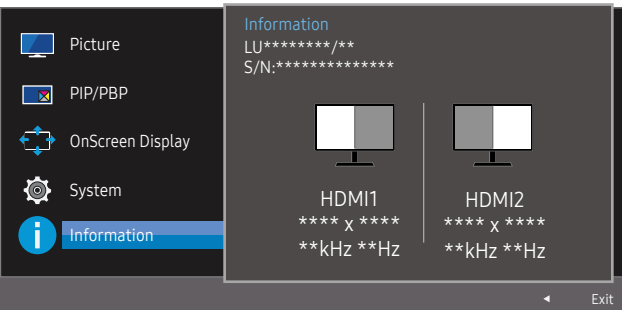 Picture
PIP/PBP
OnScreen Display
System
Information
Information
LU********/**
S/N:**************
HDMI1
**** x ****
**kHz **Hz
HDMI2
**** x ****
**kHz **Hz
Exit